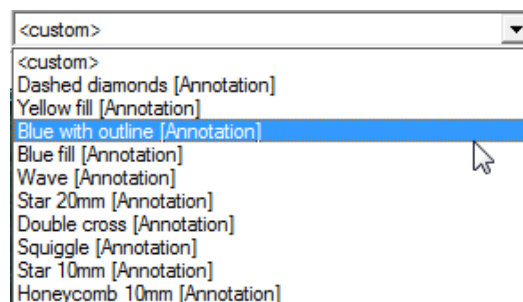 <custom>
<custom>
Dashed diamonds [Annotation]
Yellow fill [Annotation]
Blue with outline [Annotation]
Blue fill [Annotation]
Wave [Annotation]
Star 20mm [Annotation]
Double cross [Annotation]
Squiggle [Annotation]
Star 10mm [Annotation]
Honeycomb 10mm [Annotation]